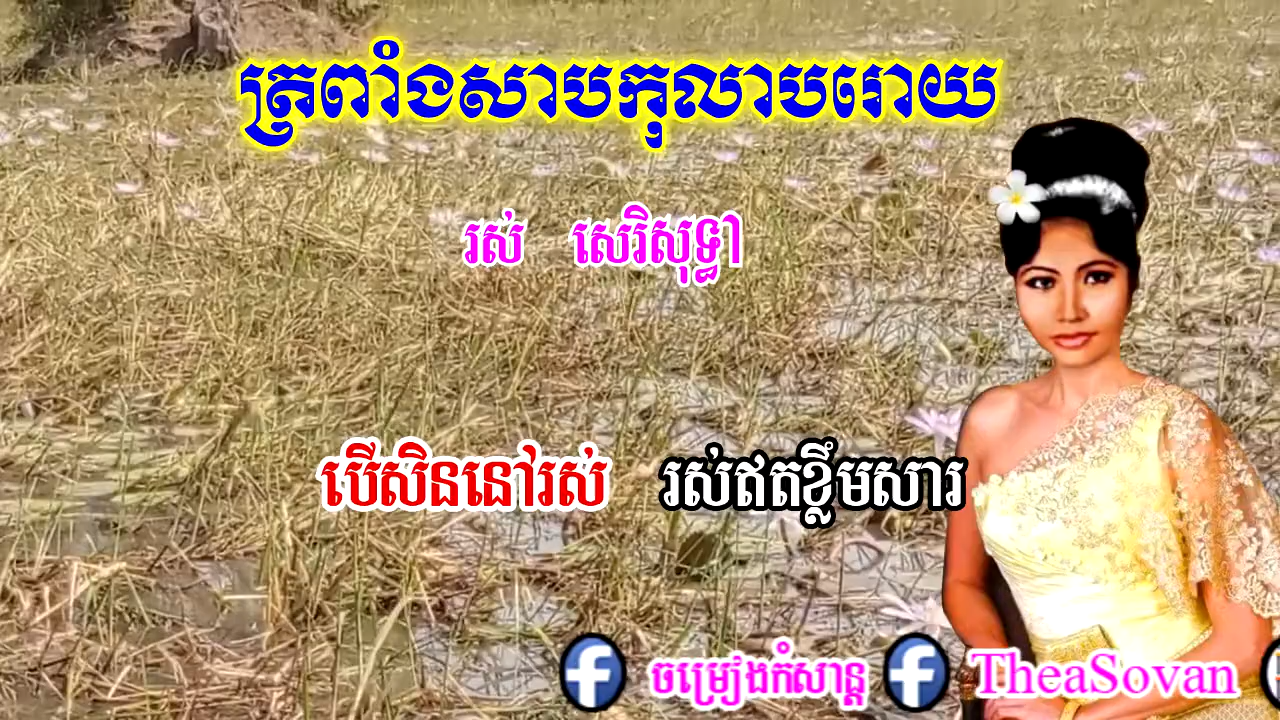 ត្រពាំងសាបកុលាបរោយ
រស់ សេរិសុទ្ធា
បើសិននៅរស់ រស់ឥតខ្លឹមសារ
ចម្រៀងកំសាន្ត TheaSovan